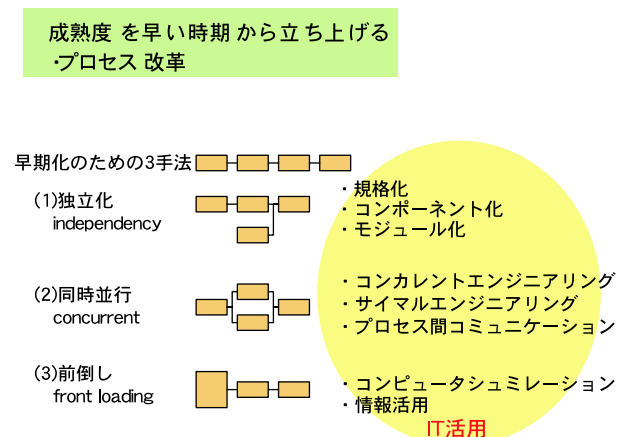 成熟度 を早い時期 から立ち上げる
・プロセス 改革
早期化のための3手法
(1)独立化
independency
・規格化
・コンポーネント化
・モジュール化
(2)同時並行
concurrent
・コンカレントエンジニアリング
・サイマルエンジニアリング
・プロセス間コミュニケーション
(3)前倒し
front loading
・コンピュータシュミレーション
・情報活用
IT活用